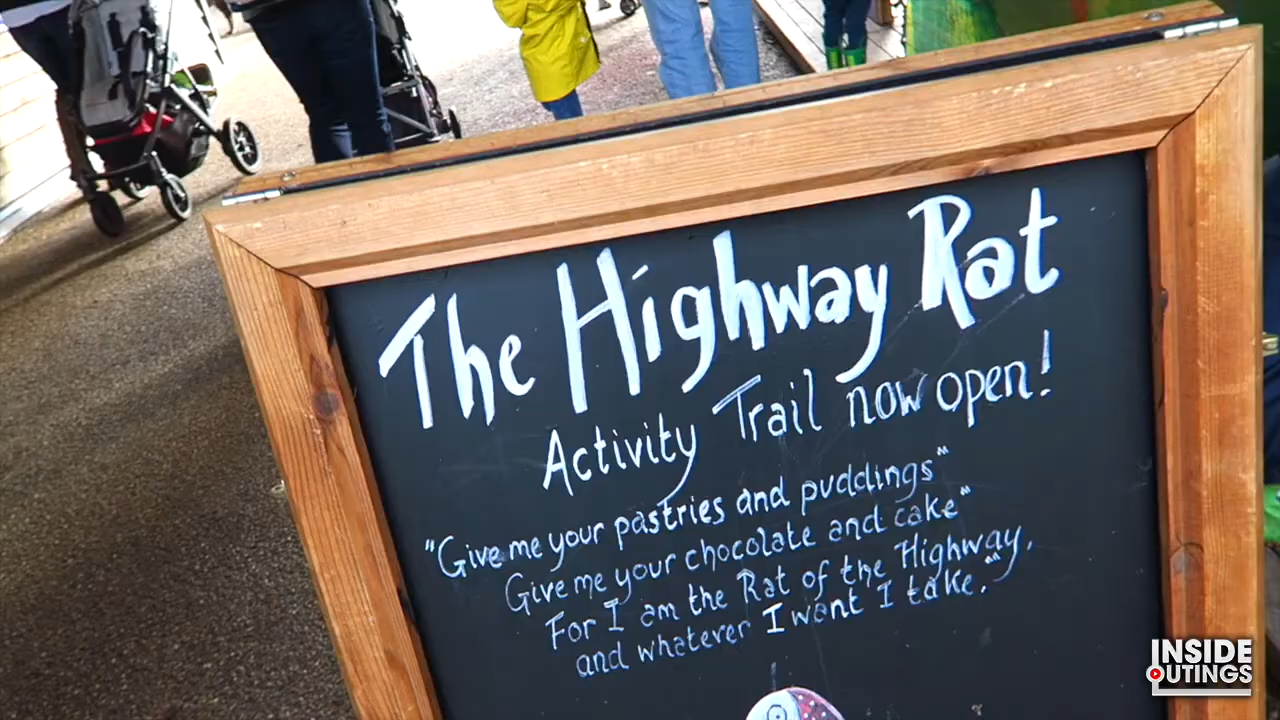 The Highway Rat
Activity Trail now open!
"Give me your pastries and puddings"
Give me your chocolate and cake"
For I am the Rat of the Highway,
and whatever I want I take."
INSIDE
OUTINGS